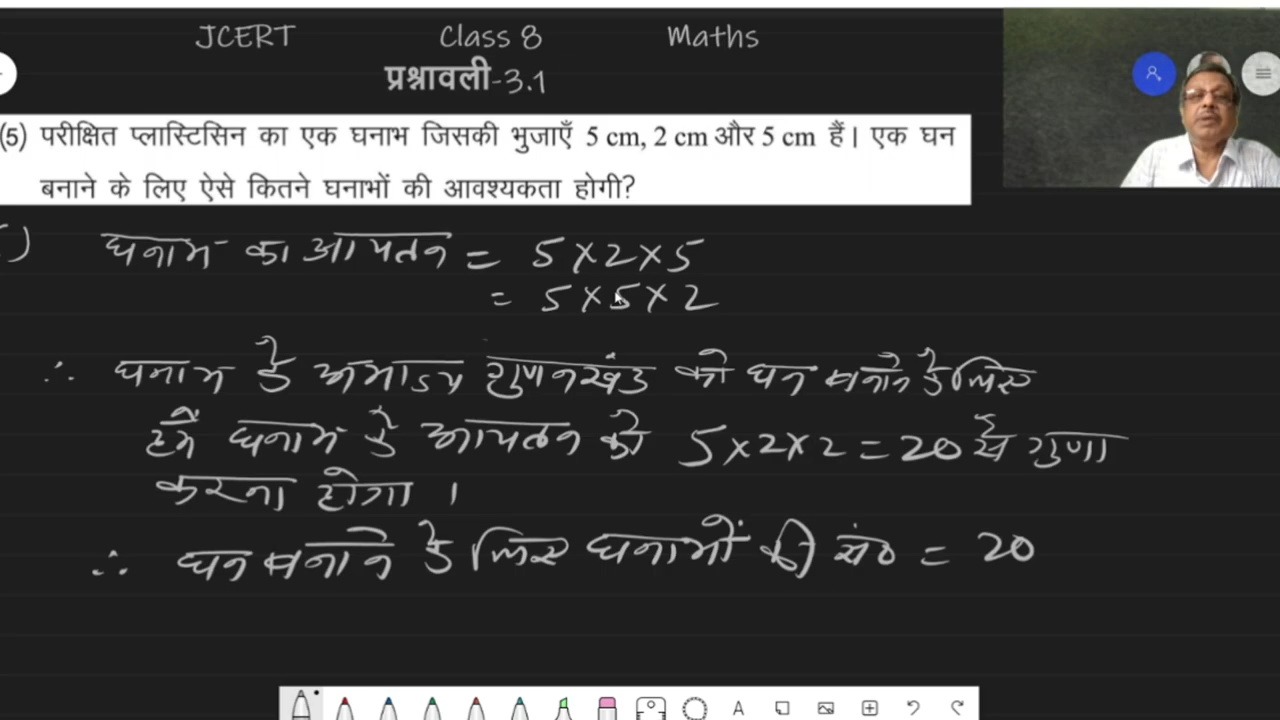 JCERT Class 8 Maths
प्रश्नावली-3.1
(5) परीक्षित प्लास्टिसिन का एक घनाभ जिसकी भुजाएँ 5 cm, 2 cm और 5 cm हैं। एक घन
बनाने के लिए ऐसे कितने घनाभों की आवश्यकता होगी?
) घनाभ का आयतन = 5×2×5
= 5×5×2
∴ घनाभ के अभाज्य गुणनखंड को घन बनाने के लिए
हमें घनाभ के आयतन को 5×2×2=20 से गुणा
करना होगा ।
∴ घन बनाने के लिए घनाभों की सं० = 20
A